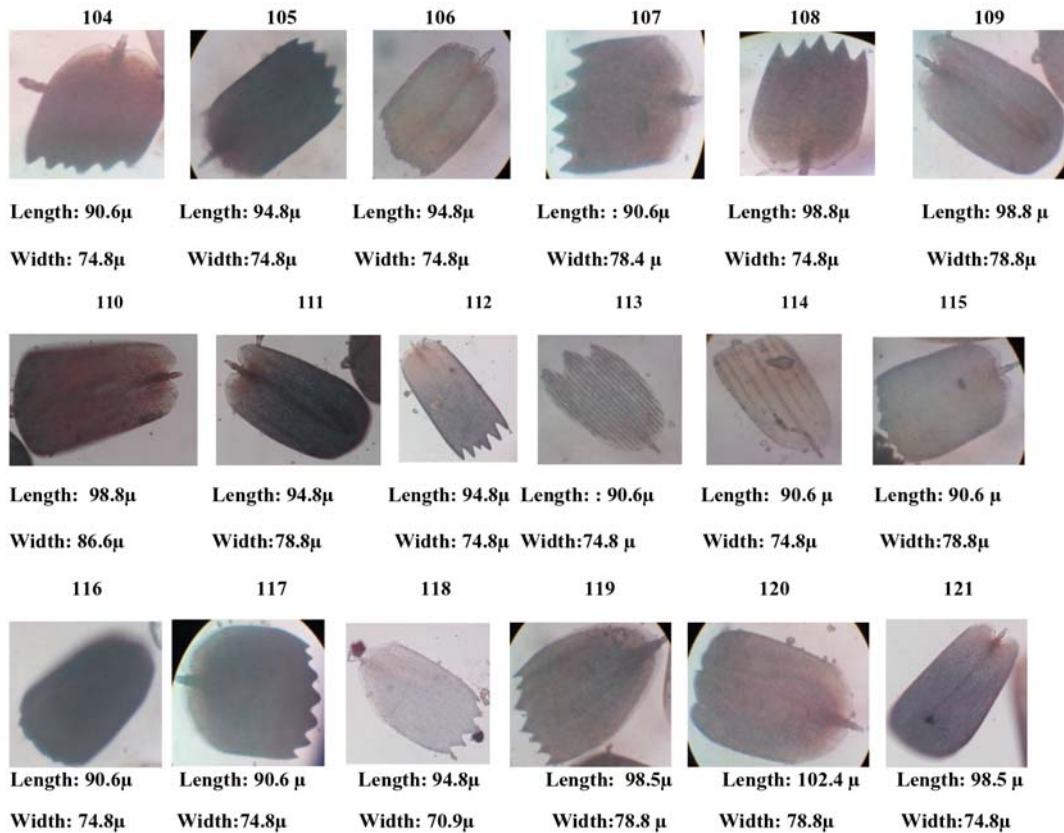 104 105 106 107 108 109
Length: 90.6μ Length: 94.8μ Length: 94.8μ Length: : 90.6μ Length: 98.8μ Length: 98.8 μ
Width: 74.8μ Width:74.8μ Width: 74.8μ Width:78.4 μ Width: 74.8μ Width:78.8μ
110 111 112 113 114 115
Length: 98.8μ Length: 94.8μ Length: 94.8μ Length: : 90.6μ Length: 90.6 μ Length: 90.6 μ
Width: 86.6μ Width:78.8μ Width: 74.8μ Width:74.8 μ Width: 74.8μ Width:78.8μ
116 117 118 119 120 121
Length: 90.6μ Length: 90.6 μ Length: 94.8μ Length: 98.5μ Length: 102.4 μ Length: 98.5 μ
Width: 74.8μ Width:74.8μ Width: 70.9μ Width: 78.8 μ Width: 78.8μ Width:74.8μ